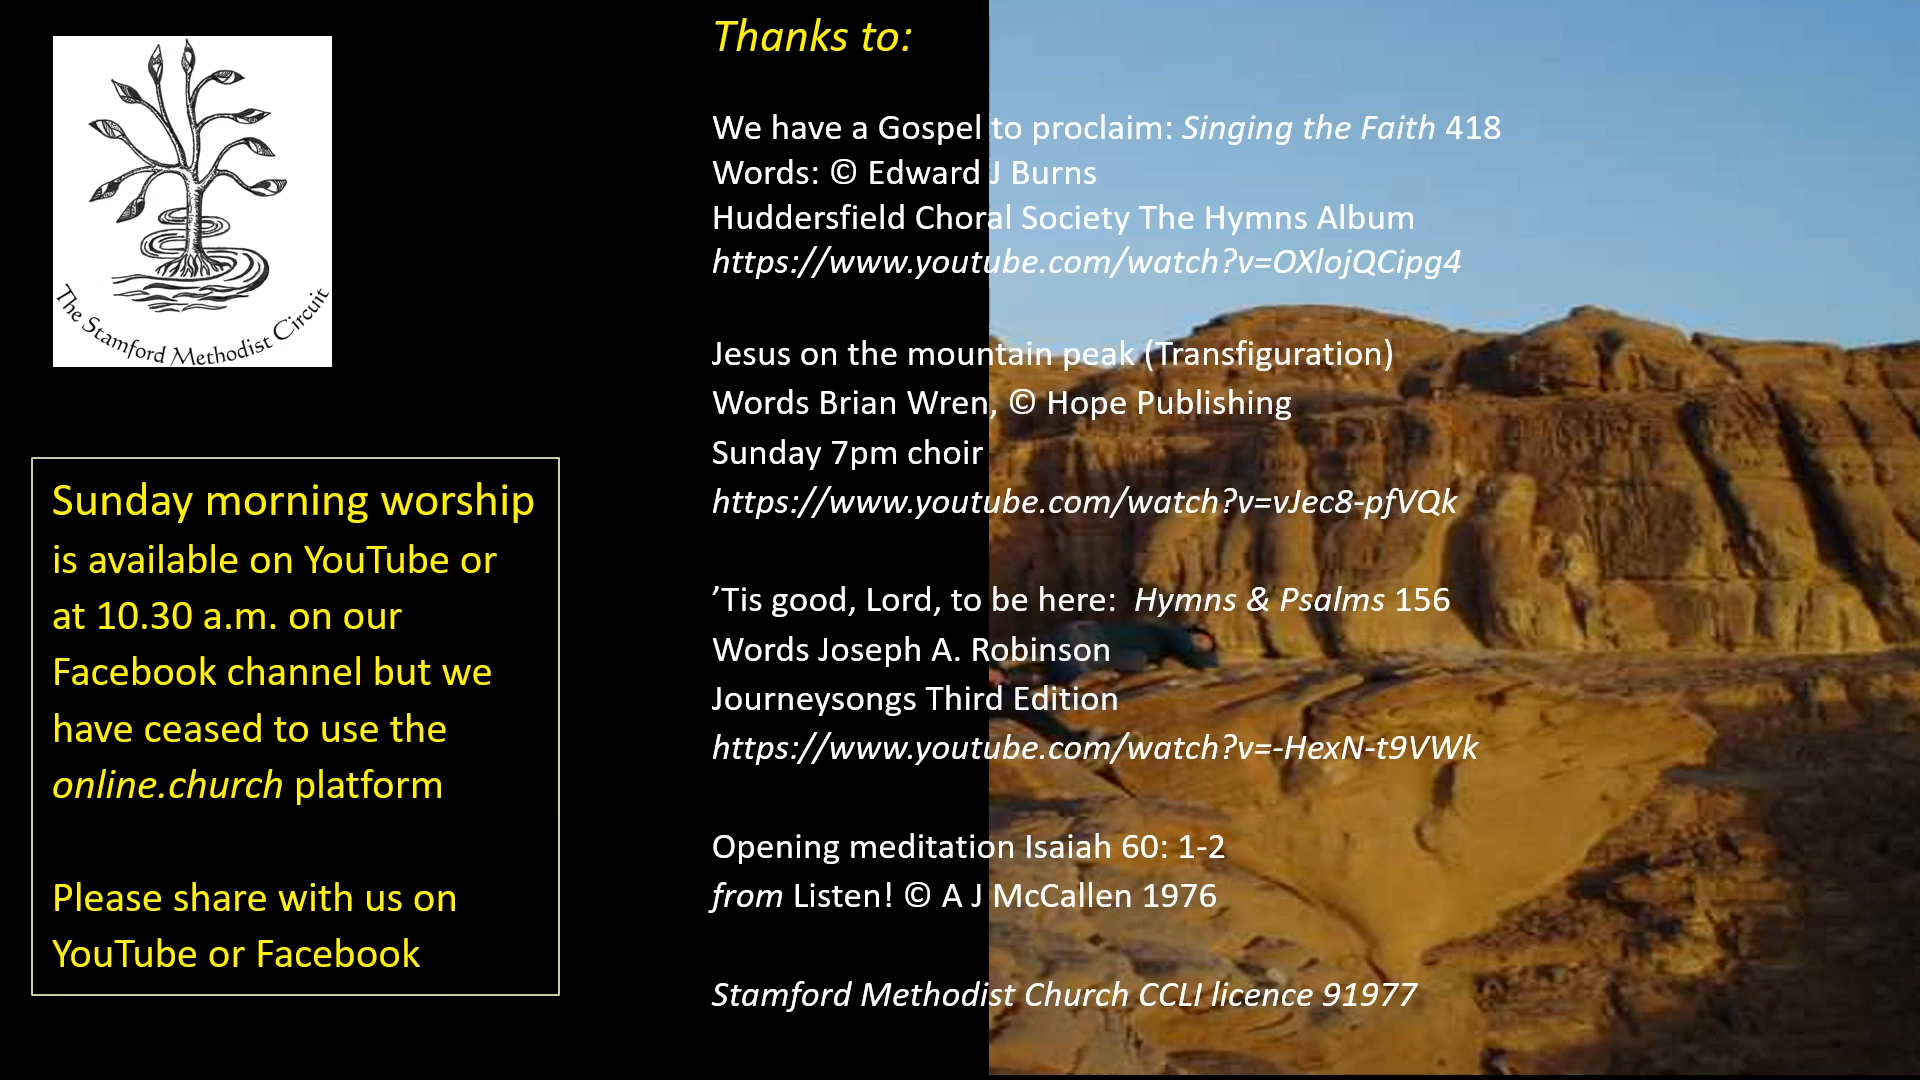 The Stamford Methodist Circuit
Sunday morning worship
is available on YouTube or
at 10.30 a.m. on our
Facebook channel but we
have ceased to use the
online.church platform
Please share with us on
YouTube or Facebook
Thanks to:
We have a Gospel to proclaim: Singing the Faith 418
Words: © Edward J Burns
Huddersfield Choral Society The Hymns Album
https://www.youtube.com/watch?v=OXlojQCipg4
Jesus on the mountain peak (Transfiguration)
Words Brian Wren, © Hope Publishing
Sunday 7pm choir
https://www.youtube.com/watch?v=vJec8-pfVQk
’Tis good, Lord, to be here:  Hymns & Psalms 156
Words Joseph A. Robinson
Journeysongs Third Edition
https://www.youtube.com/watch?v=-HexN-t9VWk
Opening meditation Isaiah 60: 1-2
from Listen! © A J McCallen 1976
Stamford Methodist Church CCLI licence 91977